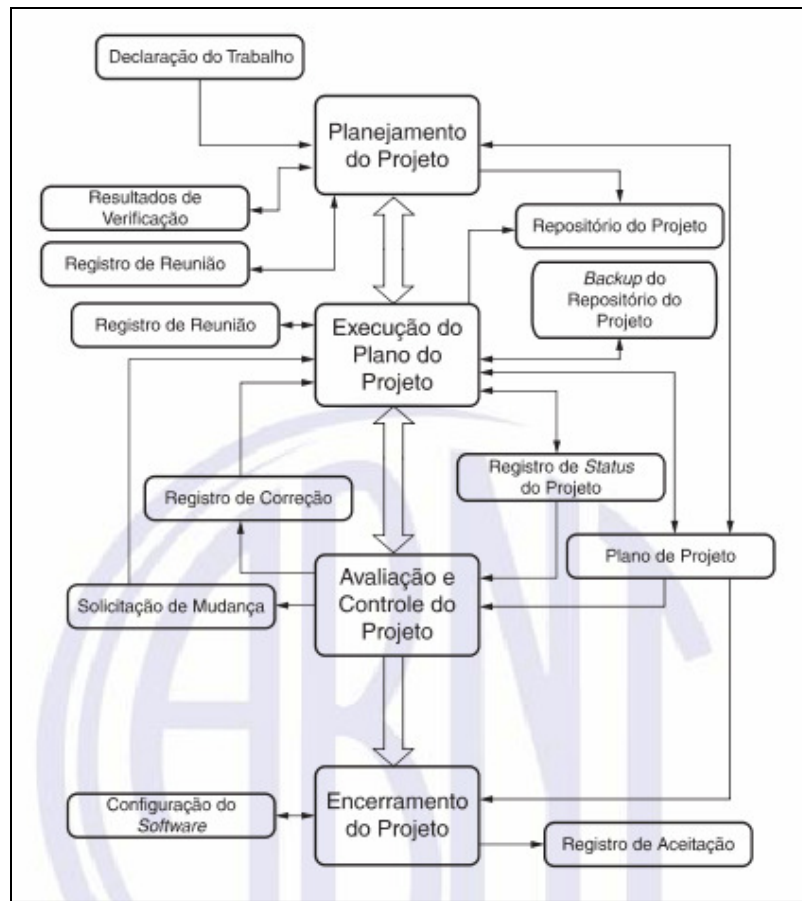 Declaração do Trabalho
Planejamento
do Projeto
Resultados de
Verificação
Repositório do Projeto
Registro de Reunião
Backup do
Repositório do
Projeto
Registro de Reunião
Execução do
Plano do
Projeto
Registro de Status
do Projeto
Registro de Correção
Plano de Projeto
Avaliação e
Controle do
Projeto
Solicitação de Mudança
Encerramento
do Projeto
Configuração do
Software
Registro de Aceitação
ABNT